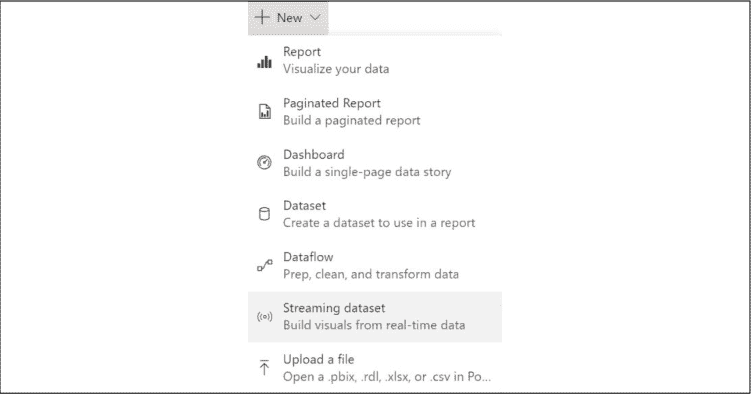 New
Report
Visualize your data
Paginated Report
Build a paginated report
Dashboard
Build a single-page data story
Dataset
Create a dataset to use in a report
Dataflow
Prep, clean, and transform data
Streaming dataset
Build visuals from real-time data
Upload a file
Open a .pbix, .rdl, .xlsx, or .csv in Po...